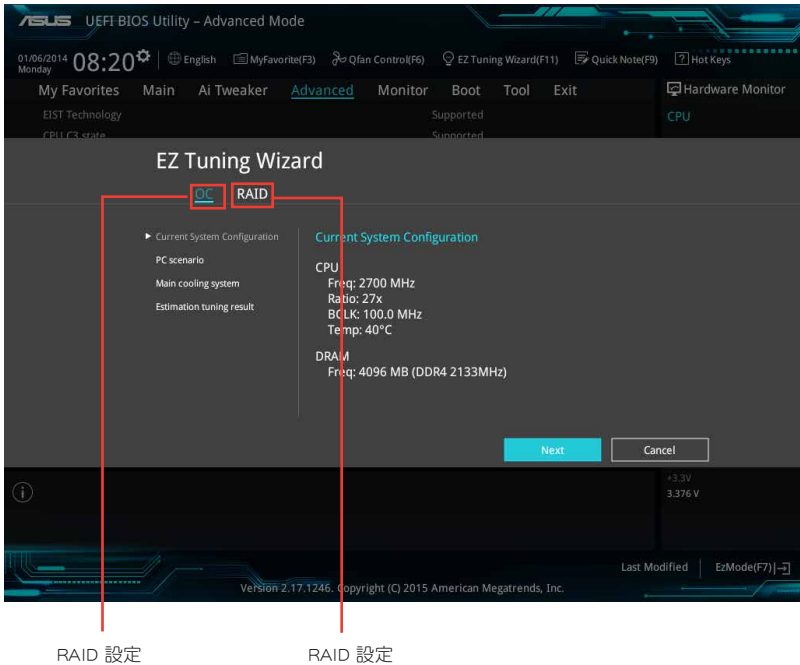 ASUS UEFI BIOS Utility – Advanced Mode
01/06/2014 Monday 08:20 English MyFavorite(F3) Qfan Control(F6) EZ Tuning Wizard(F11) Quick Note(F9) ? Hot Keys
My Favorites Main Ai Tweaker Advanced Monitor Boot Tool Exit Hardware Monitor
EIST Technology Supported CPU
CPU C3 state Supported
EZ Tuning Wizard
OC RAID
Current System Configuration
PC scenario
Main cooling system
Estimation tuning result
Current System Configuration
CPU
Freq: 2700 MHz
Ratio: 27x
BCLK: 100.0 MHz
Temp: 40°C
DRAM
Freq: 4096 MB (DDR4 2133MHz)
Next Cancel
+3.3V
3.376 V
Last Modified EzMode(F7)
Version 2.17.1246. Copyright (C) 2015 American Megatrends, Inc.
RAID 設定 RAID 設定